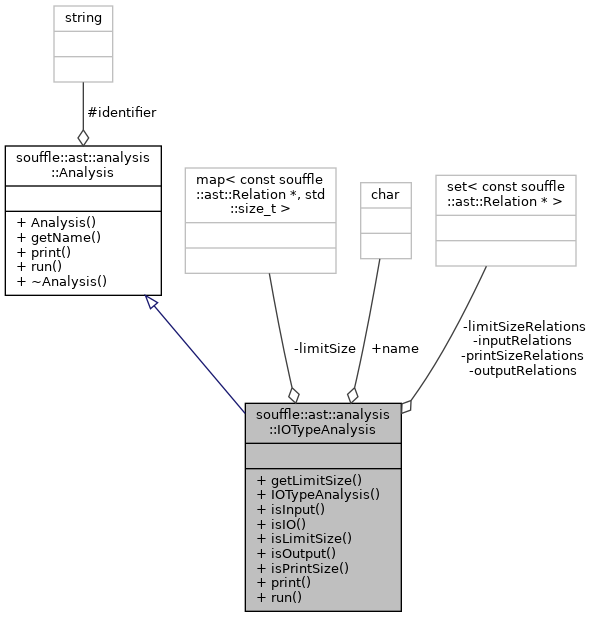 string
#identifier
souffle::ast::analysis
::Analysis
+ Analysis()
+ getName()
+ print()
+ run()
+ ~Analysis()
map< const souffle
::ast::Relation *, std
::size_t >
char
set< const souffle
::ast::Relation * >
-limitSize
+name
-limitSizeRelations
-inputRelations
-printSizeRelations
-outputRelations
souffle::ast::analysis
::IOTypeAnalysis
+ getLimitSize()
+ IOTypeAnalysis()
+ isInput()
+ isIO()
+ isLimitSize()
+ isOutput()
+ isPrintSize()
+ print()
+ run()